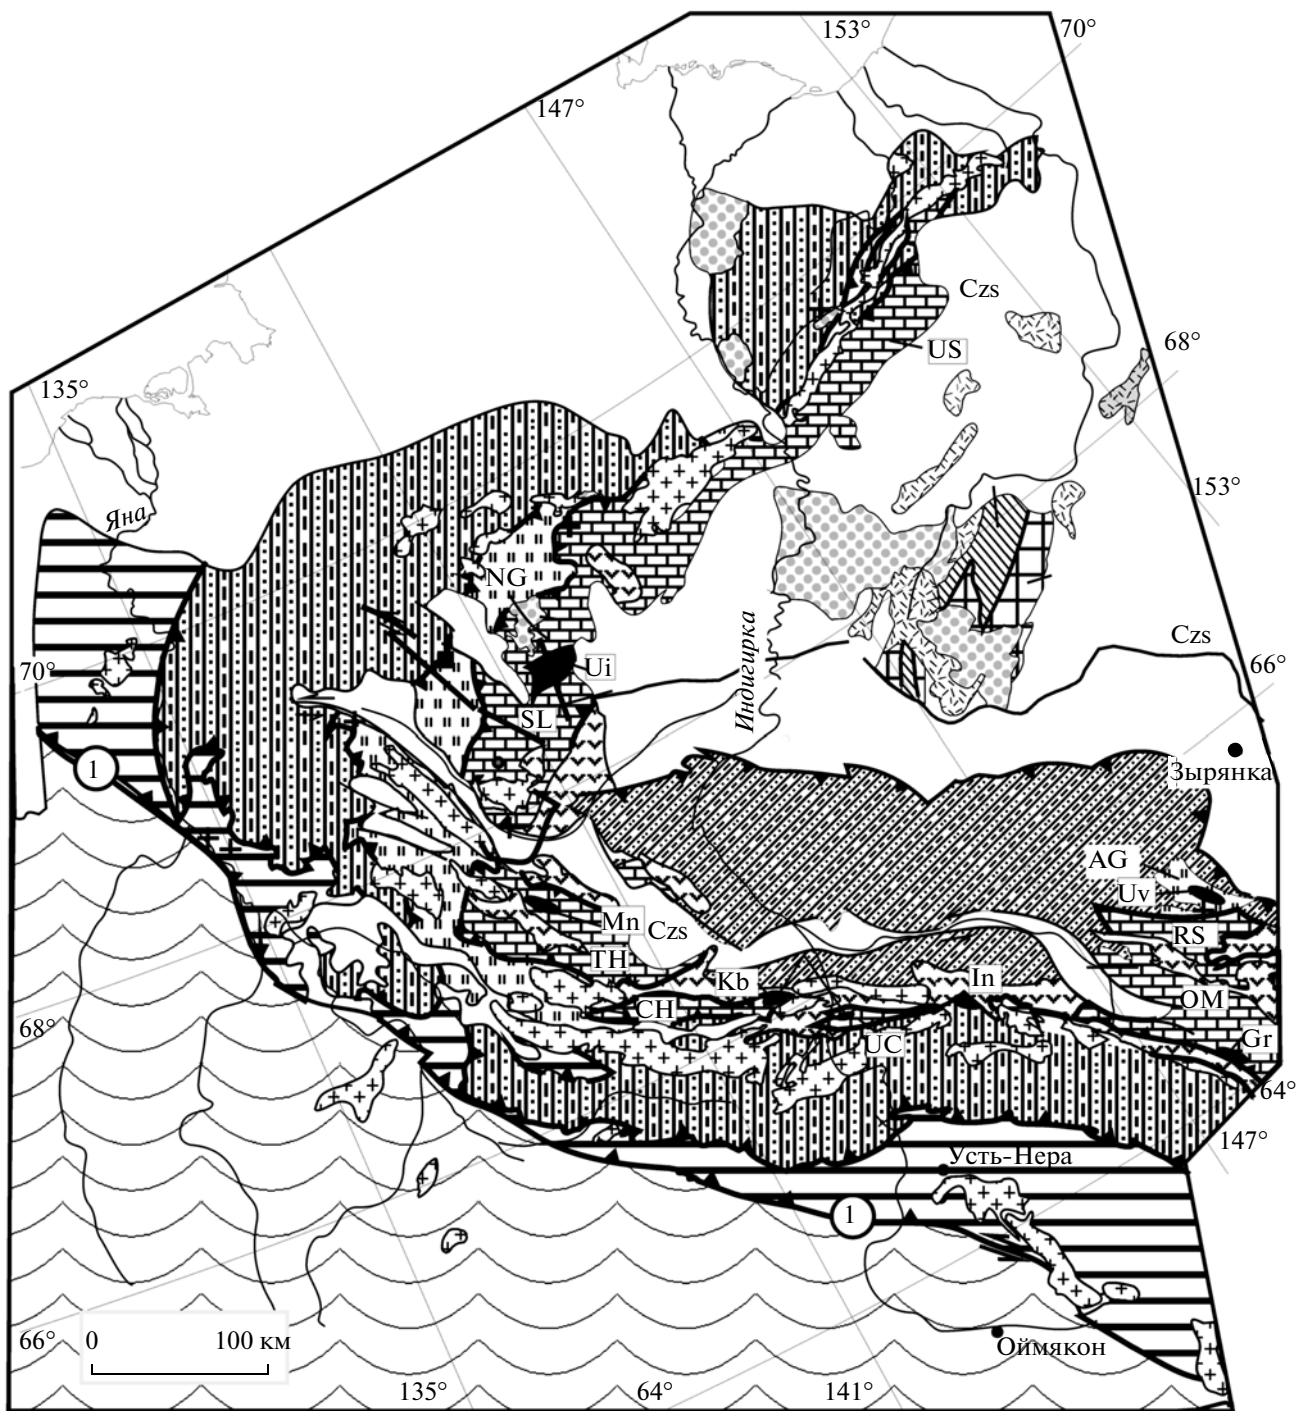 153°
70°
147°
Czs
US
68°
135°
153°
Яна
NG
Индигирка
Czs
66°
70°
Ui
SL
1
Зырянка
AG
Uv
Mn
Czs
RS
TH
Kb
In
OM
CH
68°
UC
Gr
64°
147°
Усть-Нера
1
66°
0 100 км
Оймякон
135°
64°
141°